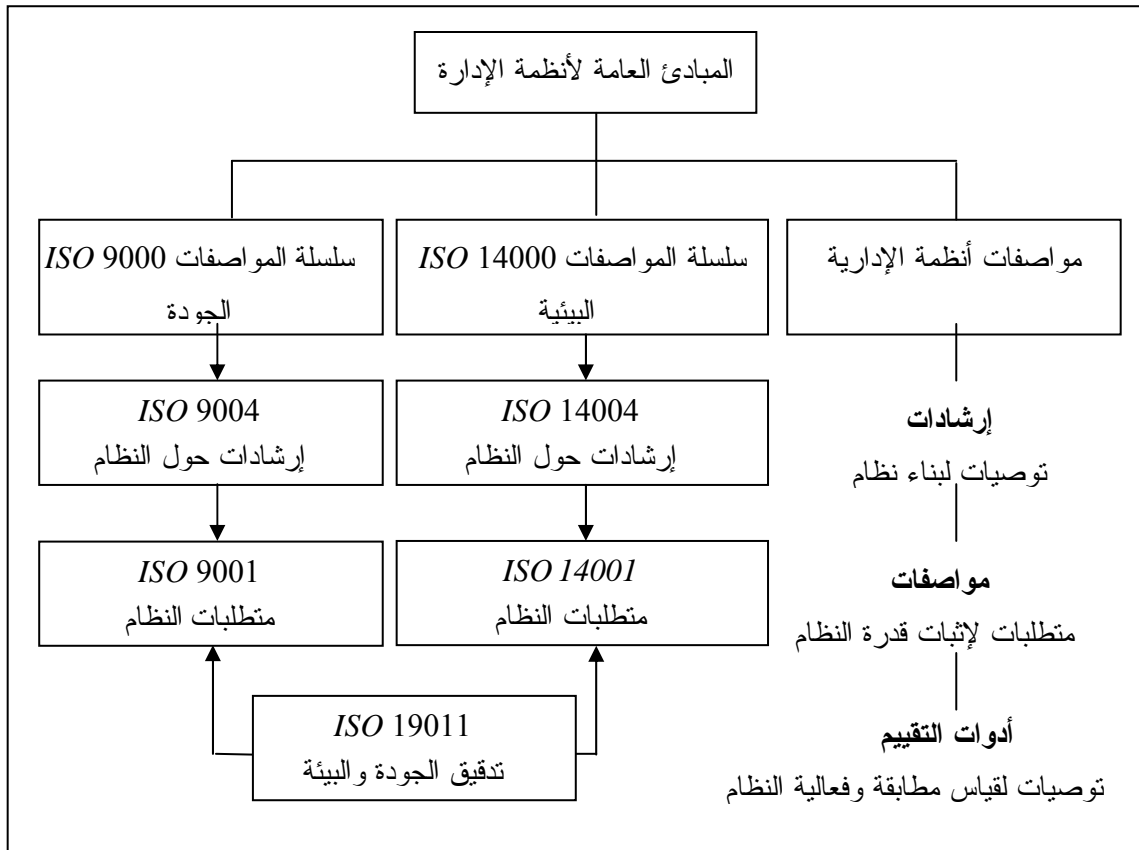 المبادئ العامة لأنظمة الإدارة
مواصفات أنظمة الإدارية
سلسلة المواصفات ISO 14000
البيئية
سلسلة المواصفات ISO 9000
الجودة
إرشادات
توصيات لبناء نظام
ISO 14004
إرشادات حول النظام
ISO 9004
إرشادات حول النظام
مواصفات
متطلبات لإثبات قدرة النظام
ISO 14001
متطلبات النظام
ISO 9001
متطلبات النظام
أدوات التقييم
توصيات لقياس مطابقة وفعالية النظام
ISO 19011
تدقيق الجودة والبيئة